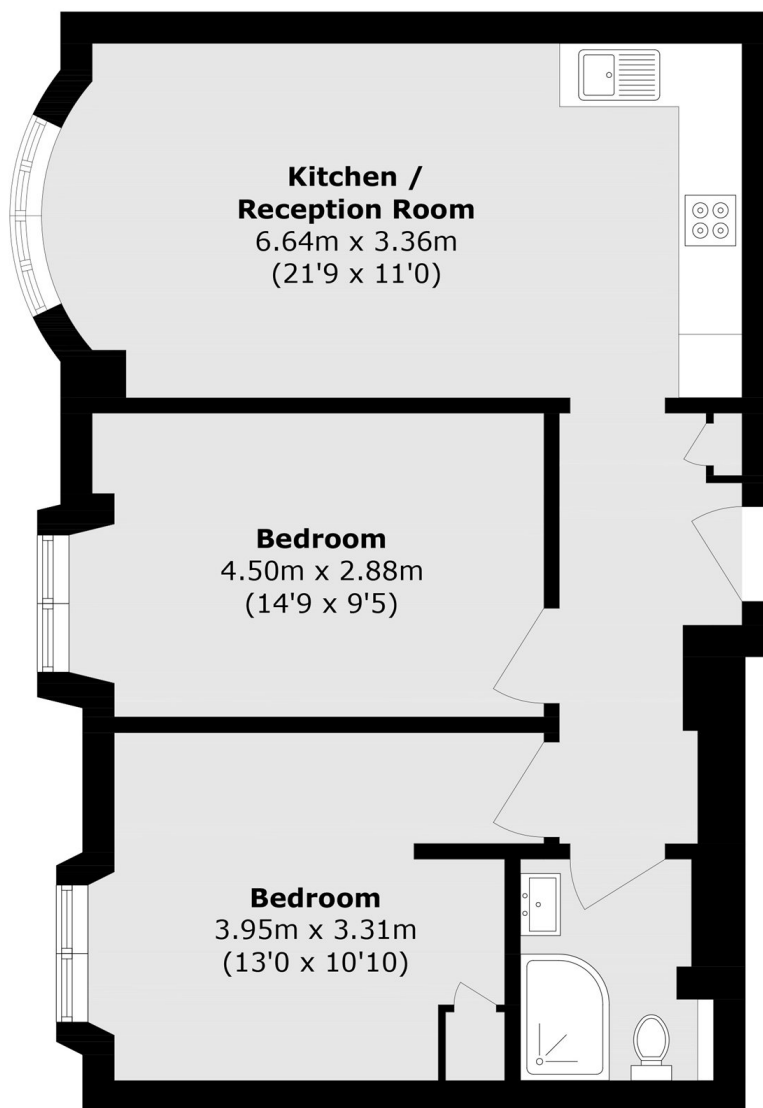 Kitchen /
Reception Room
6.64m x 3.36m
(21'9 x 11'0)
Bedroom
4.50m x 2.88m
(14'9 x 9'5)
Bedroom
3.95m x 3.31m
(13'0 x 10'10)